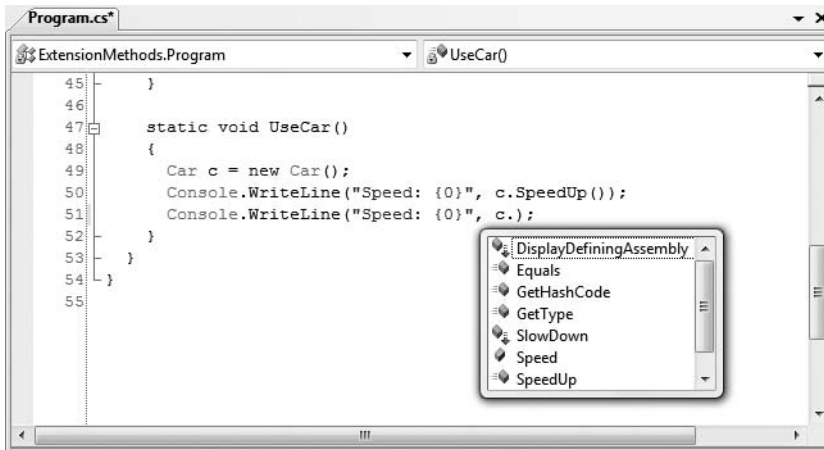 Program.cs*
ExtensionMethods.Program UseCar()
45 }
46
47 static void UseCar()
48 {
49 Car c = new Car();
50 Console.WriteLine("Speed: {0}", c.SpeedUp());
51 Console.WriteLine("Speed: {0}", c.);
52 }
53 }
54 }
55
DisplayDefiningAssembly
Equals
GetHashCode
GetType
SlowDown
Speed
SpeedUp